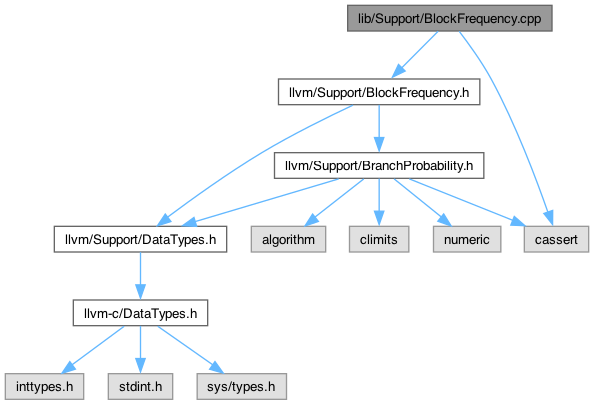 lib/Support/BlockFrequency.cpp
llvm/Support/BlockFrequency.h
llvm/Support/BranchProbability.h
llvm/Support/DataTypes.h
algorithm
climits
numeric
cassert
llvm-c/DataTypes.h
inttypes.h
stdint.h
sys/types.h